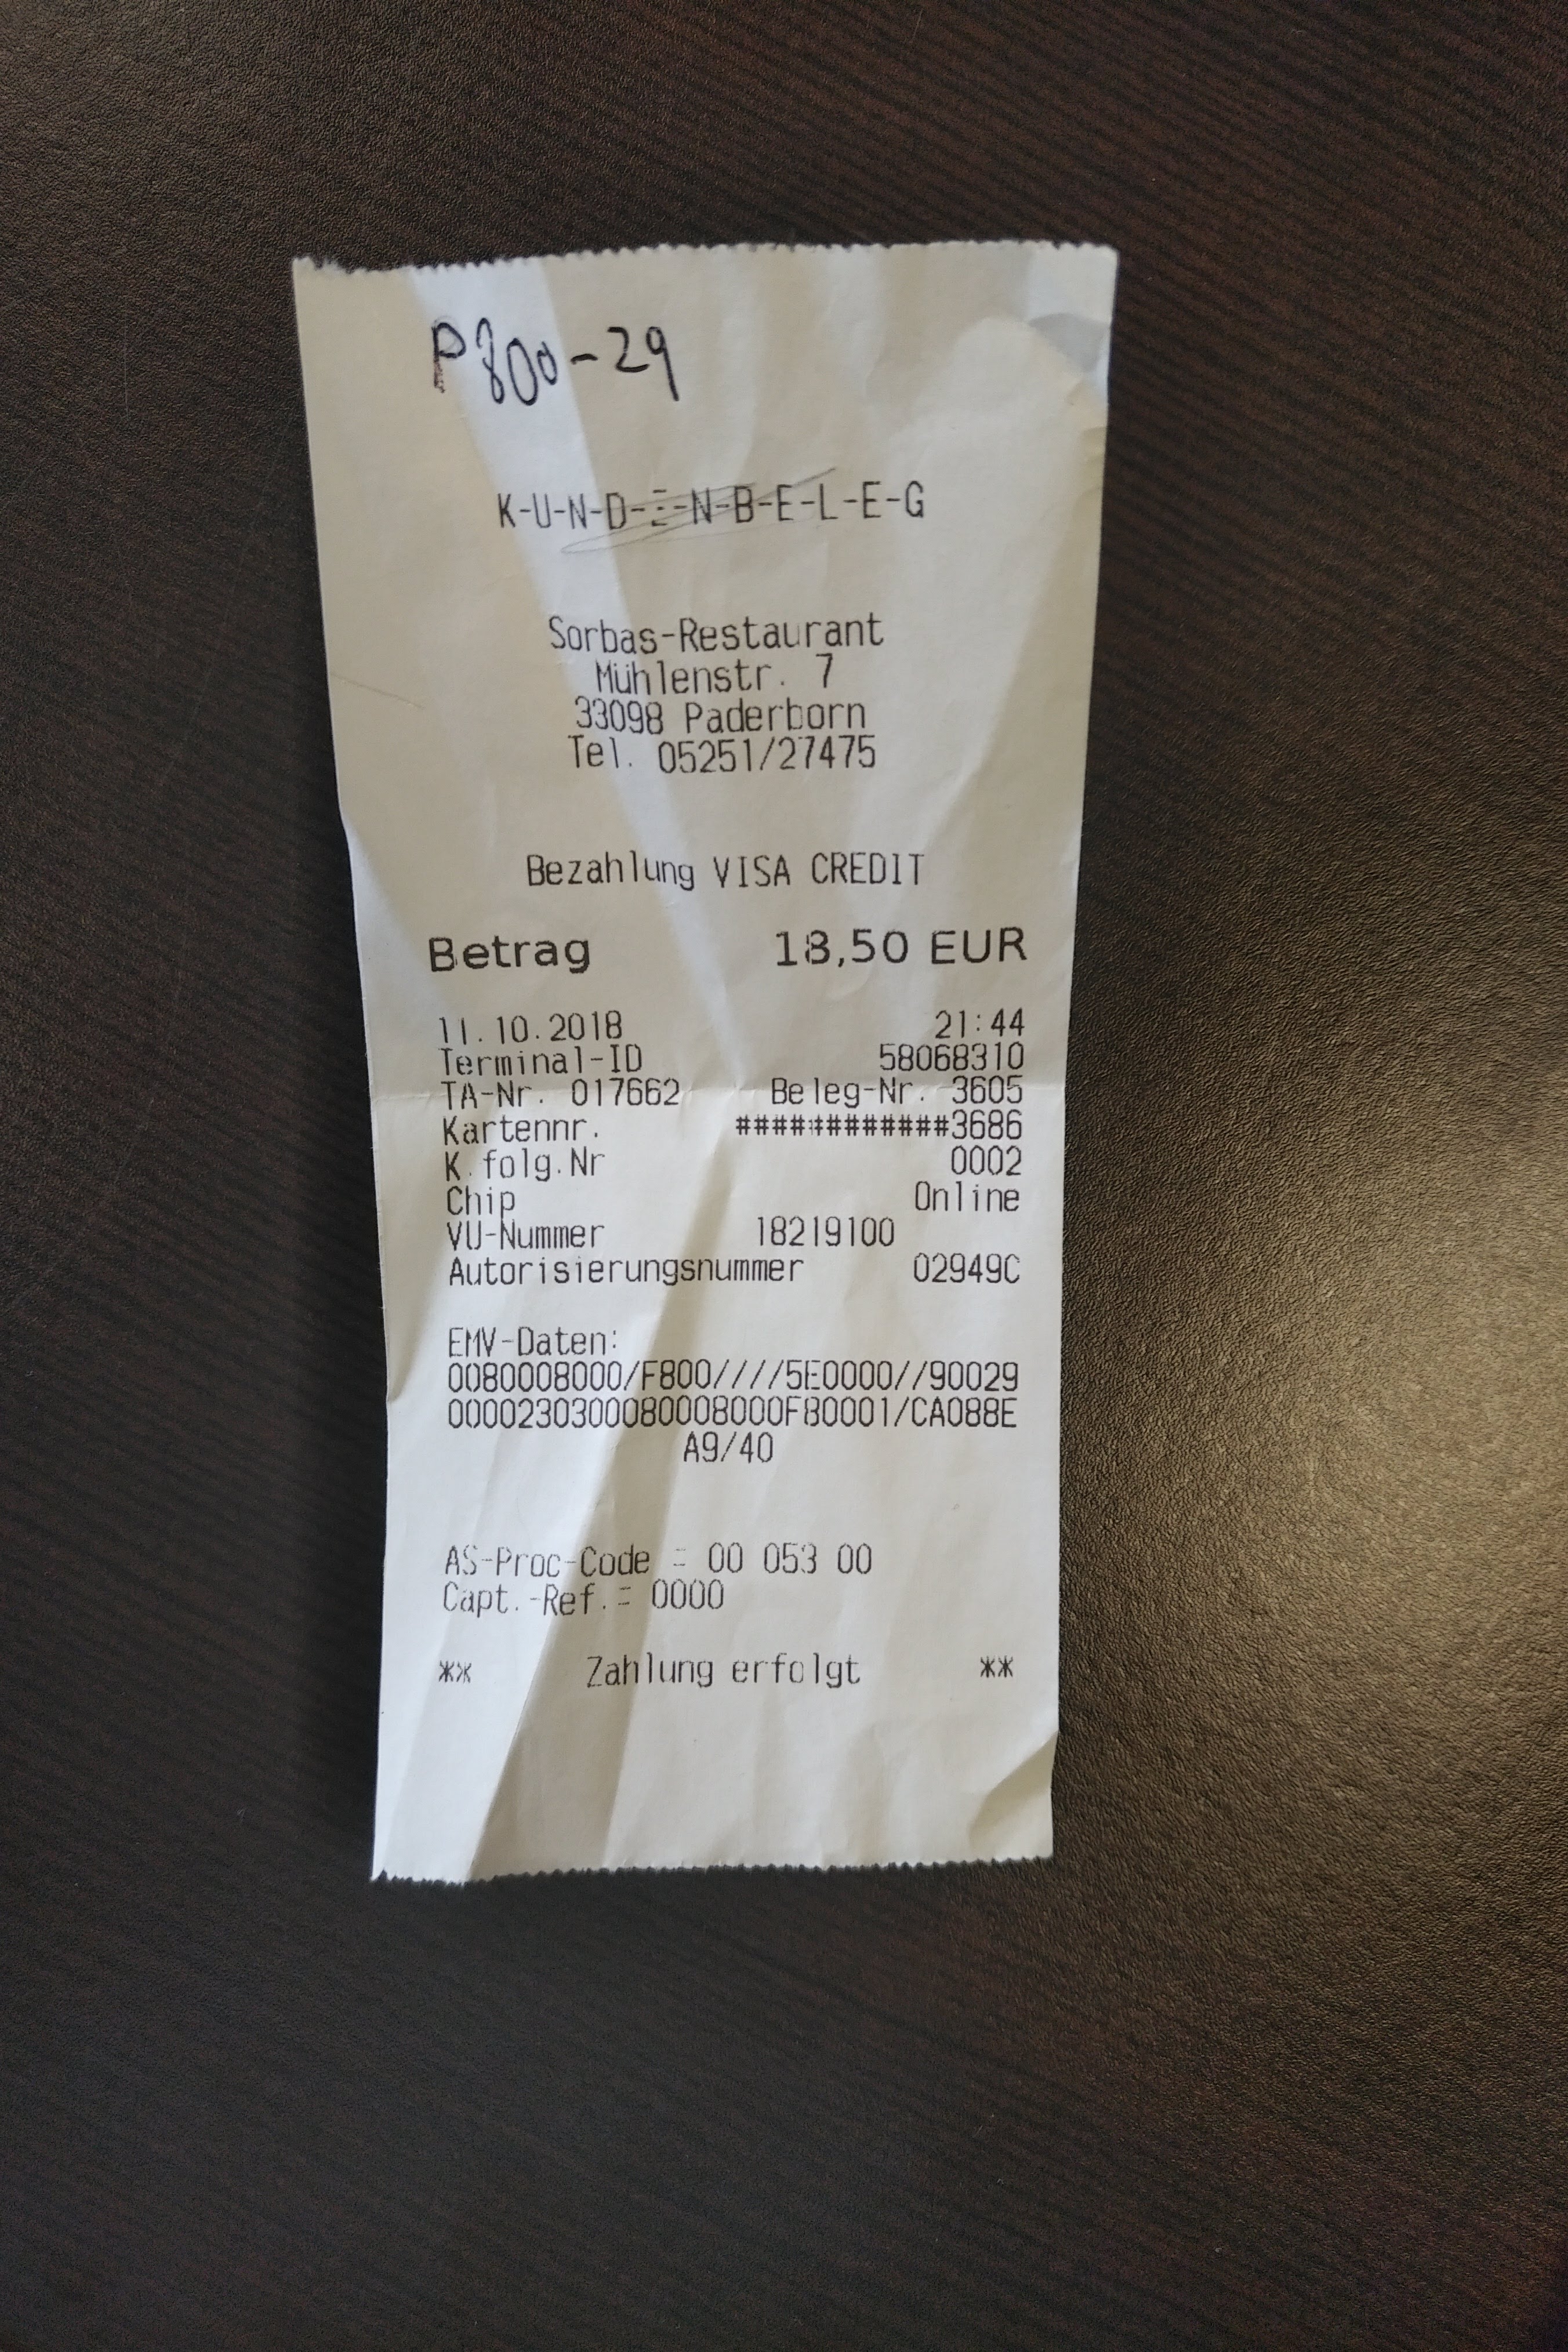 P800-29
K-U-N-D-E-N-B-E-L-E-G
Sorbas-Restaurant
Mühlenstr. 7
33098 Paderborn
Tel. 05251/27475
Bezahlung VISA CREDIT
Betrag 18,50 EUR
11.10.2018 21:44
Terminal-ID 58068310
TA-Nr. 017662 Beleg-Nr. 3605
Kartennr. ############3686
K.folg.Nr 0002
Chip Online
VU-Nummer 18219100
Autorisierungsnummer 02949C
EMV-Daten:
0080008000/F800////5E0000//90029
0000230300080008000F80001/CA088E
A9/40
AS-Proc-Code = 00 053 00
Capt.-Ref.= 0000
** Zahlung erfolgt **